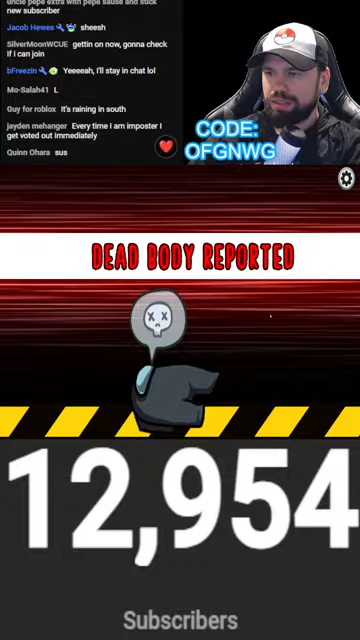 uncle pepe extra with pepe sause and stick
new subscriber
Jacob Hewes sheesh
SilverMoonWCUE gettin on now, gonna check
if I can join
bFreezin Yeeeeah, I'll stay in chat lol
Mo-Salah41 L
Guy for roblox It's raining in south
jayden mehanger Every time I am imposter I
get voted out immediately
Quinn Ohara sus
CODE:
OFGNWG
DEAD BODY REPORTED
12,954
Subscribers